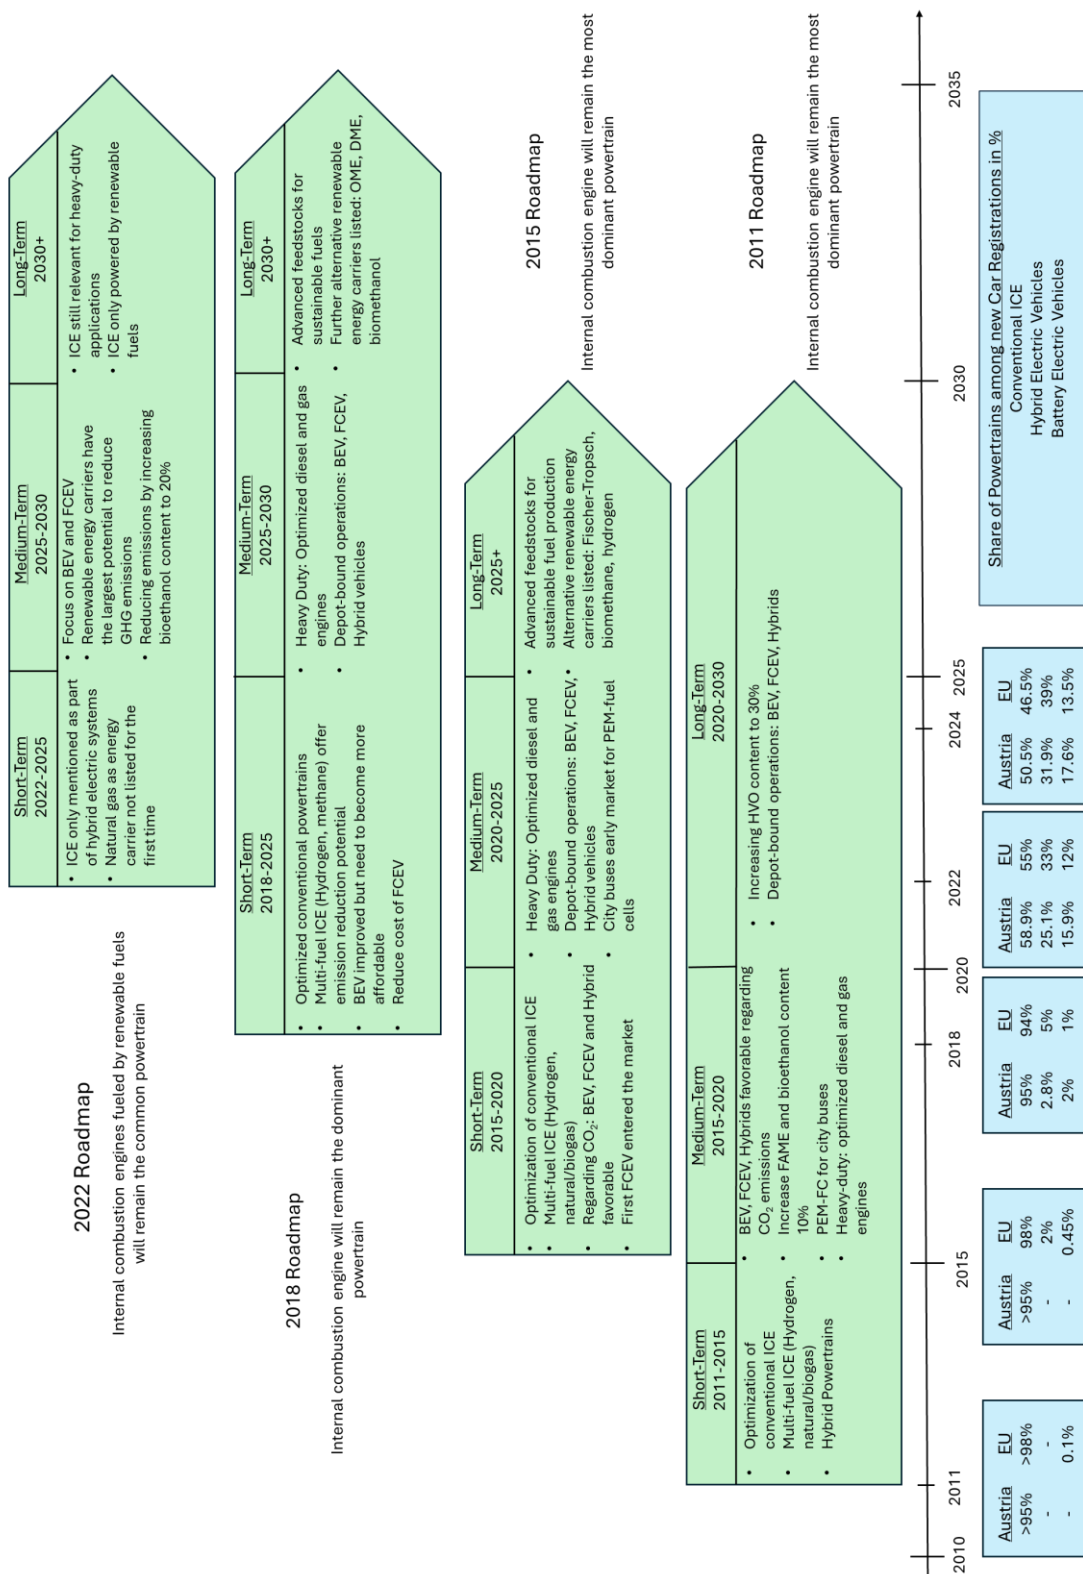 2022 Roadmap
Internal combustion engines fueled by renewable fuels
will remain the common powertrain
Short-Term
2022-2025
• ICE only mentioned as part
of hybrid electric systems
• Natural gas as energy
carrier not listed for the
first time
Medium-Term
2025-2030
• Focus on BEV and FCEV
• Renewable energy carriers have
the largest potential to reduce
GHG emissions
• Reducing emissions by increasing
bioethanol content to 20%
Long-Term
2030+
• ICE still relevant for heavy-duty
applications
• ICE only powered by renewable
fuels
2018 Roadmap
Internal combustion engine will remain the dominant
powertrain
Short-Term
2018-2025
• Optimized conventional powertrains
• Multi-fuel ICE (Hydrogen, methane) offer
emission reduction potential
• BEV improved but need to become more
affordable
• Reduce cost of FCEV
Medium-Term
2025-2030
• Heavy Duty: Optimized diesel and gas
engines
• Depot-bound operations: BEV, FCEV,
Hybrid vehicles
Long-Term
2030+
• Advanced feedstocks for
sustainable fuels
• Further alternative renewable
energy carriers listed: OME, DME,
biomethanol
2015 Roadmap
Internal combustion engine will remain the most
dominant powertrain
Short-Term
2015-2020
• Optimization of conventional ICE
• Multi-fuel ICE (Hydrogen,
natural/biogas)
• Regarding CO₂: BEV, FCEV and Hybrid
favorable
• First FCEV entered the market
Medium-Term
2020-2025
• Heavy Duty: Optimized diesel and
gas engines
• Depot-bound operations: BEV, FCEV,
Hybrid vehicles
• City buses early market for PEM-fuel
cells
Long-Term
2025+
• Advanced feedstocks for
sustainable fuel production
• Alternative renewable energy
carriers listed: Fischer-Tropsch,
biomethane, hydrogen
2011 Roadmap
Internal combustion engine will remain the most
dominant powertrain
Short-Term
2011-2015
• Optimization of
conventional ICE
• Multi-fuel ICE (Hydrogen,
natural/biogas)
• Hybrid Powertrains
Medium-Term
2015-2020
• BEV, FCEV, Hybrids favorable regarding
CO₂ emissions
• Increase FAME and bioethanol content
10%
• PEM-FC for city buses
• Heavy-duty: optimized diesel and gas
engines
Long-Term
2020-2030
• Increasing HVO content to 30%
• Depot-bound operations: BEV, FCEV, Hybrids
2010 2011 2015 2018 2020 2022 2024 2025 2030 2035
Austria EU
>95% >98%
- -
- 0.1%
Austria EU
>95% 98%
- 2%
- 0.45%
Austria EU
95% 94%
2.8% 5%
2% 1%
Austria EU
58.9% 55%
25.1% 33%
15.9% 12%
Austria EU
50.5% 46.5%
31.9% 39%
17.6% 13.5%
Share of Powertrains among new Car Registrations in %
Conventional ICE
Hybrid Electric Vehicles
Battery Electric Vehicles